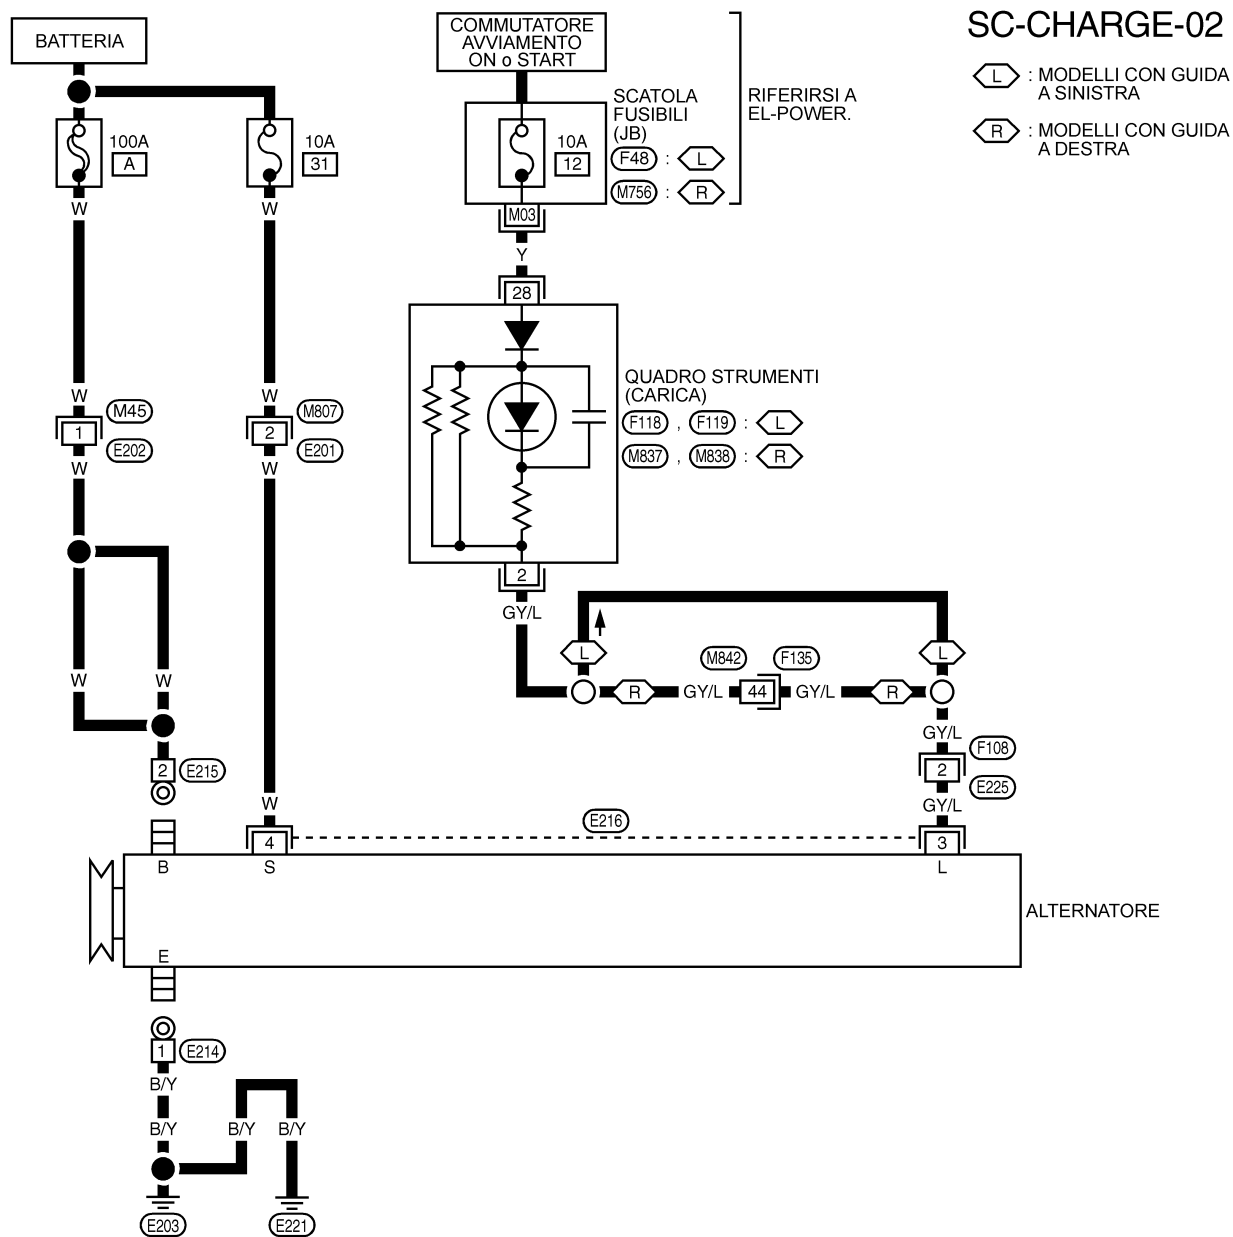 SC-CHARGE-02
BATTERIA
COMMUTATORE
AVVIAMENTO
ON o START
L : MODELLI CON GUIDA
A SINISTRA
R : MODELLI CON GUIDA
A DESTRA
100A
A
10A
31
10A
12
SCATOLA
FUSIBILI
(JB)
F48 : L
M756 : R
RIFERIRSI A
EL-POWER.
W
W
M03
Y
28
QUADRO STRUMENTI
(CARICA)
F118 , F119 : L
M837 , M838 : R
W
W
M45
1
E202
M807
2
E201
W
W
2
GY/L
L
L
M842
F135
R
GY/L
44
GY/L
R
W
W
GY/L
F108
2
E225
GY/L
2
E215
W
E216
4
3
B
S
L
ALTERNATORE
E
1
E214
B/Y
B/Y
B/Y
B/Y
E203
E221